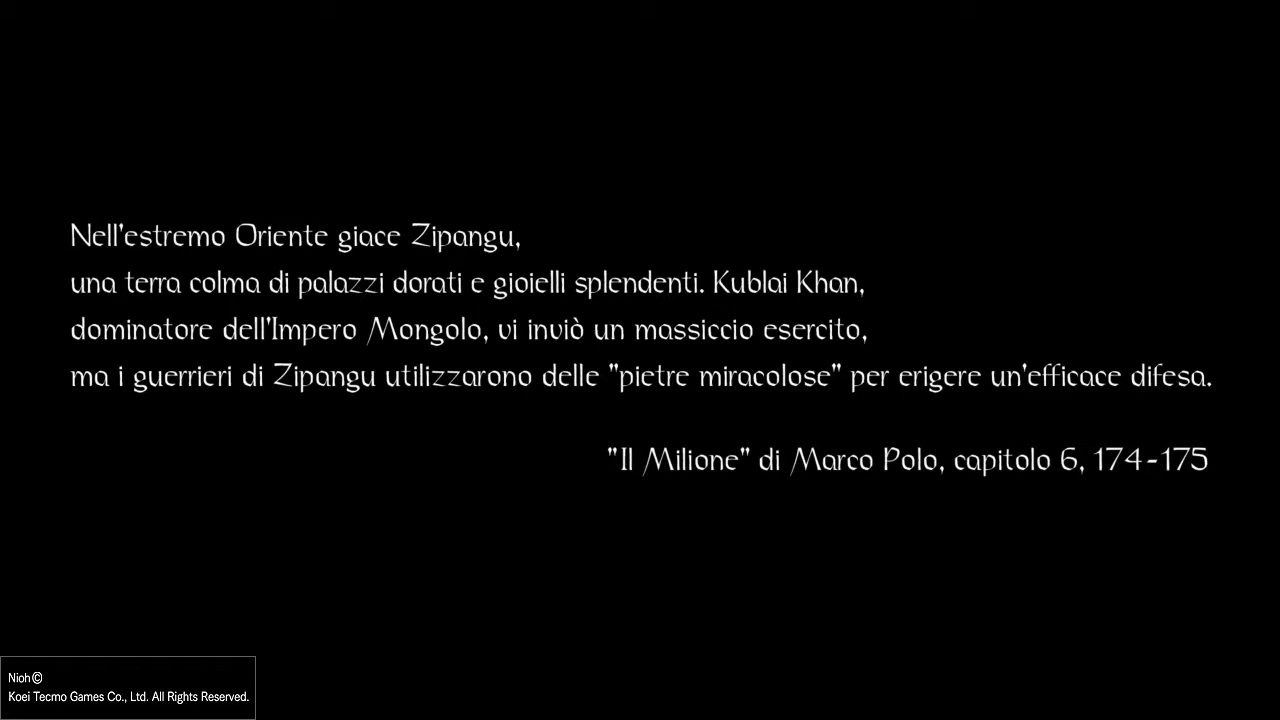 Nell'estremo Oriente giace Zipangu,
una terra colma di palazzi dorati e gioielli splendenti. Kublai Khan,
dominatore dell'Impero Mongolo, vi inviò un massiccio esercito,
ma i guerrieri di Zipangu utilizzarono delle "pietre miracolose" per erigere un'efficace difesa.
"Il Milione" di Marco Polo, capitolo 6, 174-175
Nioh©
Koei Tecmo Games Co., Ltd. All Rights Reserved.